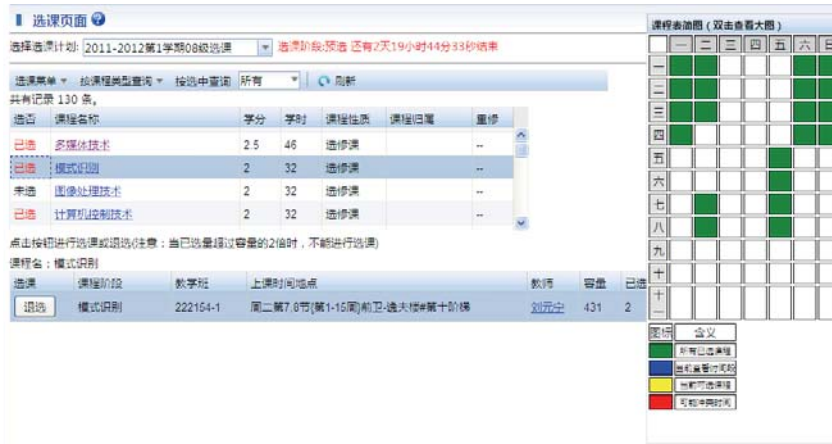 选课页面
选择选课计划: 2011-2012第1学期08级选课 选课阶段:预选 还有2天19小时44分33秒结束
选课菜单 按课程类型查询 按选中查询 所有 刷新
共有记录 130 条。
选否 课程名称 学分 学时 课程性质 课程归属 重修
已选 多媒体技术 2.5 46 选修课 --
已选 模式识别 2 32 选修课 --
未选 图像处理技术 2 32 选修课 --
已选 计算机控制技术 2 32 选修课 --
点击按钮进行选课或退选(注意：当已选量超过容量的2倍时，不能进行选课)
课程名：模式识别
选课 课程阶段 教学班 上课时间地点 教师 容量 已选
退选 模式识别 222154-1 周二第7,8节{第1-15周}前卫-逸夫楼#第十阶梯 刘元宁 431 2
课程表简图 ( 双击查看大图 )
一 二 三 四 五 六 日
一
二
三
四
五
六
七
八
九
十
十一
图标 含义
所有已选课程
当前查看时间段
当前可选课程
可能冲突时间